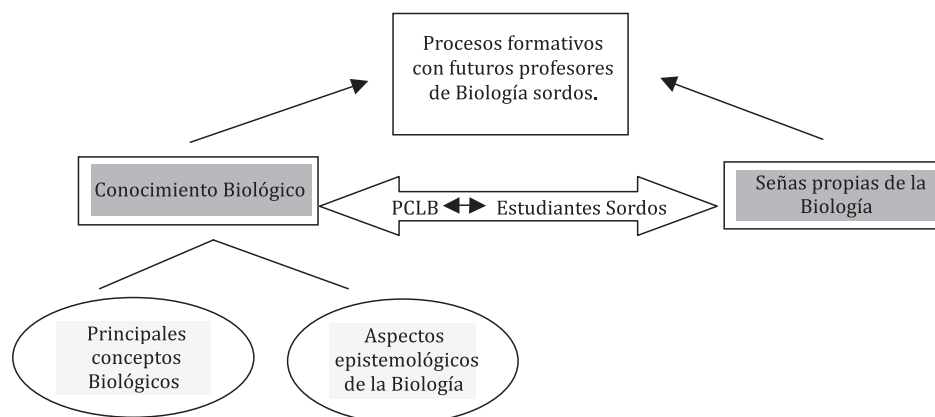 Procesos formativos
con futuros profesores
de Biología sordos.
Conocimiento Biológico
PCLB Estudiantes Sordos
Señas propias de la
Biología
Principales
conceptos
Biológicos
Aspectos
epistemológicos
de la Biología